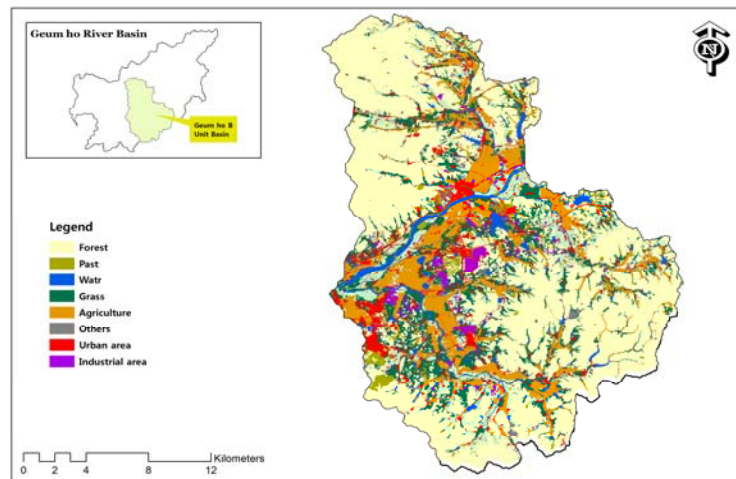 Geum ho River Basin
Geum ho B
Unit Basin
N
Legend
Forest
Past
Watr
Grass
Agriculture
Others
Urban area
Industrial area
Kilometers
0 2 4 8 12